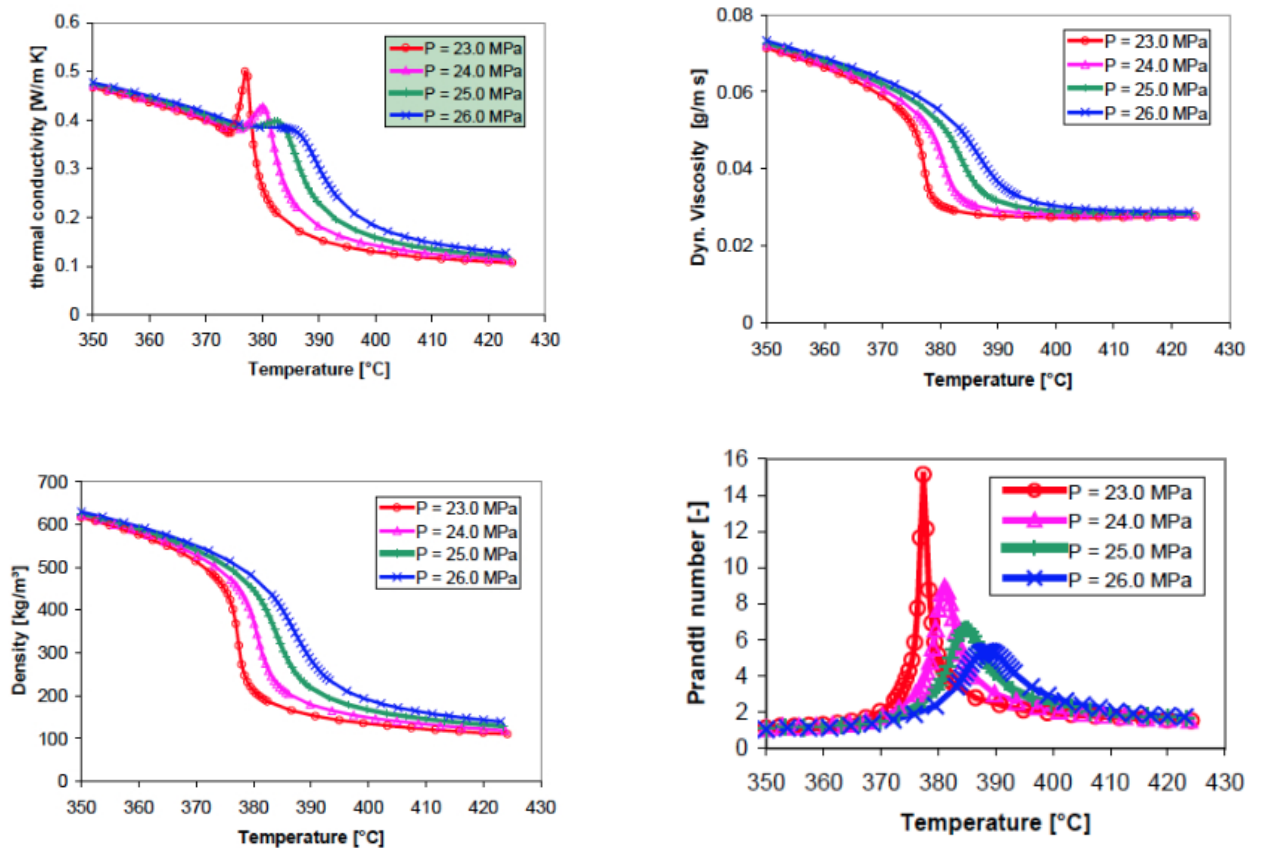 thermal conductivity [W/m K]
0.6
0.5
0.4
0.3
0.2
0.1
0
P = 23.0 MPa
P = 24.0 MPa
P = 25.0 MPa
P = 26.0 MPa
350 360 370 380 390 400 410 420 430
Temperature [°C]
Dyn. Viscosity [g/m s]
0.08
0.06
0.04
0.02
0
P = 23.0 MPa
P = 24.0 MPa
P = 25.0 MPa
P = 26.0 MPa
350 360 370 380 390 400 410 420 430
Temperature [°C]
Density [kg/m³]
700
600
500
400
300
200
100
0
P = 23.0 MPa
P = 24.0 MPa
P = 25.0 MPa
P = 26.0 MPa
350 360 370 380 390 400 410 420 430
Temperature [°C]
Prandtl number [-]
16
14
12
10
8
6
4
2
0
P = 23.0 MPa
P = 24.0 MPa
P = 25.0 MPa
P = 26.0 MPa
350 360 370 380 390 400 410 420 430
Temperature [°C]